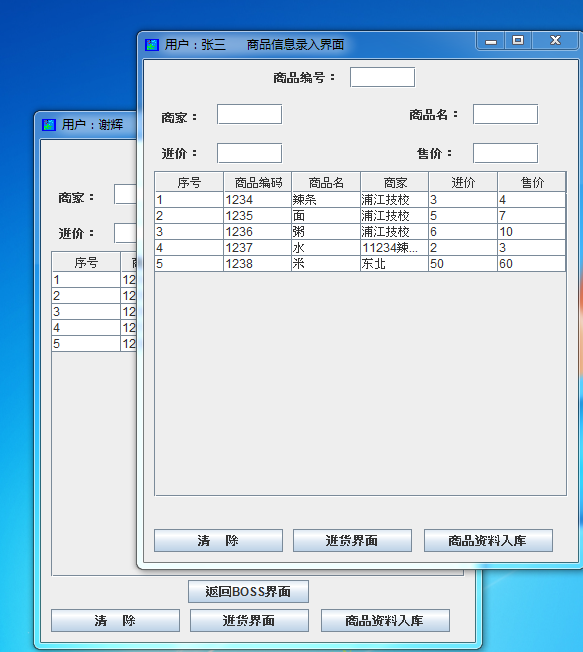 用户：张三 商品信息录入界面
商品编号：
商家： 商品名：
进价： 售价：
序号 商品编码 商品名 商家 进价 售价
1 1234 辣条 浦江技校 3 4
2 1235 面 浦江技校 5 7
3 1236 粥 浦江技校 6 10
4 1237 水 11234辣... 2 3
5 1238 米 东北 50 60
清 除 进货界面 商品资料入库
用户：谢辉
商家：
进价：
序号
1 12
2 12
3 12
4 12
5 12
返回BOSS界面
清 除 进货界面 商品资料入库